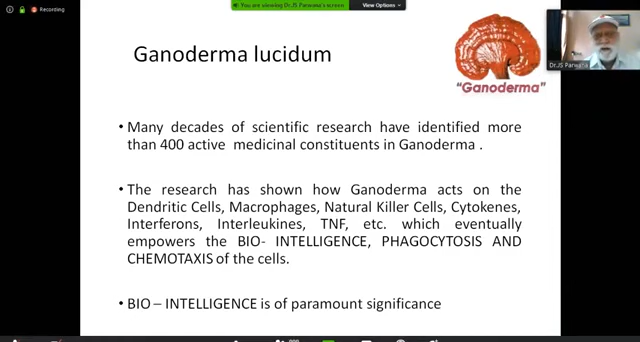 Recording
You are viewing Dr.JS Parwana's screen
View Options
Ganoderma lucidum
"Ganoderma"
Dr.JS Parwana
• Many decades of scientific research have identified more
than 400 active medicinal constituents in Ganoderma .
• The research has shown how Ganoderma acts on the
Dendritic Cells, Macrophages, Natural Killer Cells, Cytokenes,
Interferons, Interleukines, TNF, etc. which eventually
empowers the BIO- INTELLIGENCE, PHAGOCYTOSIS AND
CHEMOTAXIS of the cells.
• BIO – INTELLIGENCE is of paramount significance